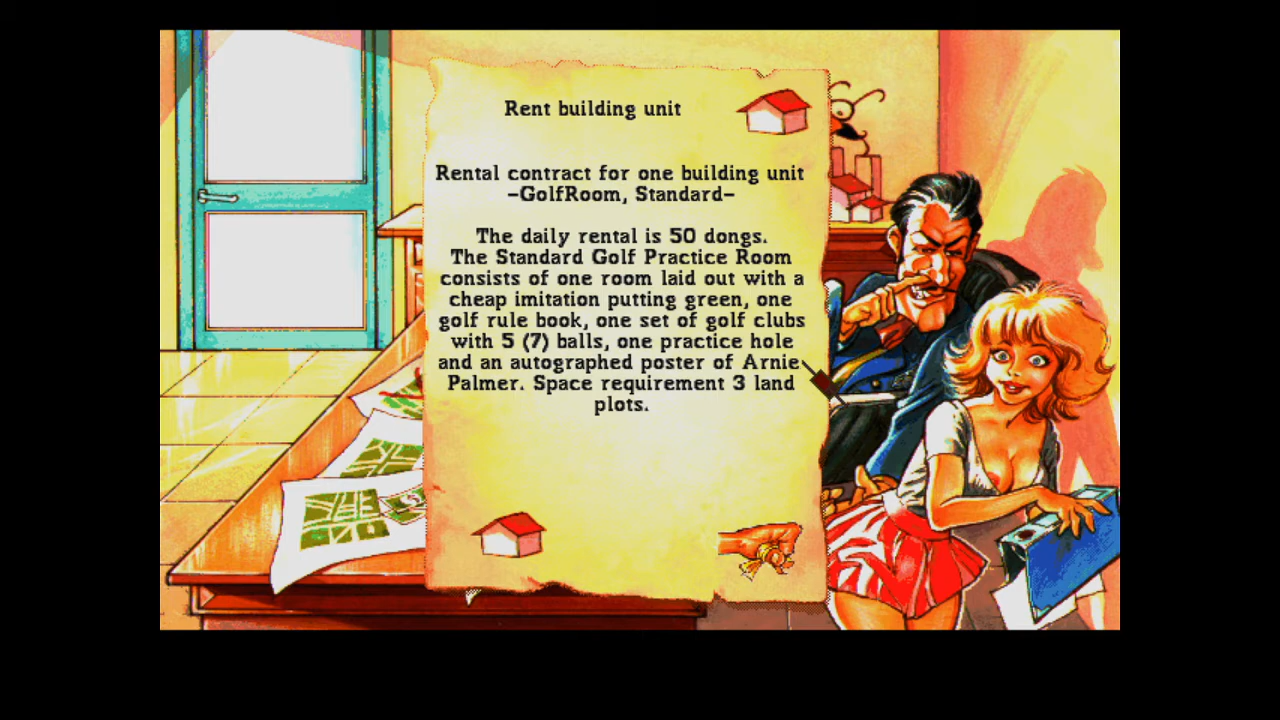 Rent building unit
Rental contract for one building unit
-GolfRoom, Standard-
The daily rental is 50 dongs.
The Standard Golf Practice Room
consists of one room laid out with a
cheap imitation putting green, one
golf rule book, one set of golf clubs
with 5 (7) balls, one practice hole
and an autographed poster of Arnie
Palmer. Space requirement 3 land
plots.